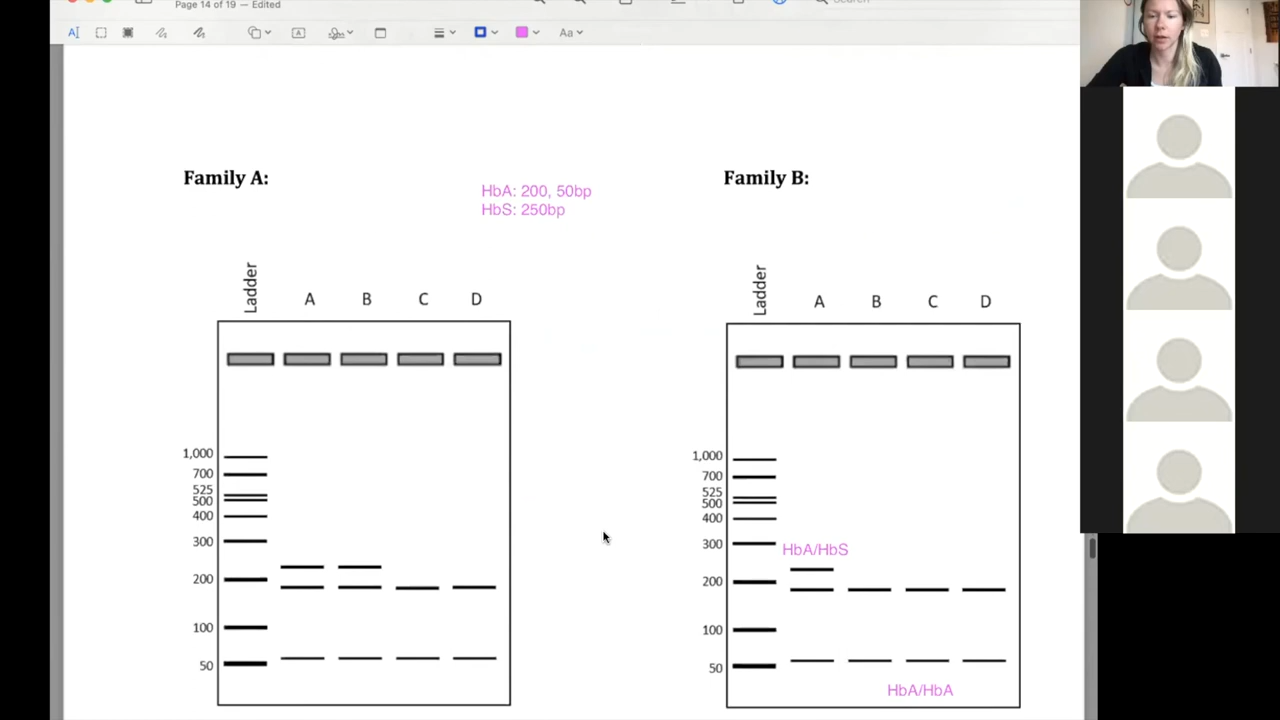 Page 14 of 19 — Edited
Search
Aa
Family A:
HbA: 200, 50bp
HbS: 250bp
Family B:
Ladder A B C D
1,000
700
525
500
400
300
200
100
50
Ladder A B C D
1,000
700
525
500
400
300
HbA/HbS
200
100
50
HbA/HbA